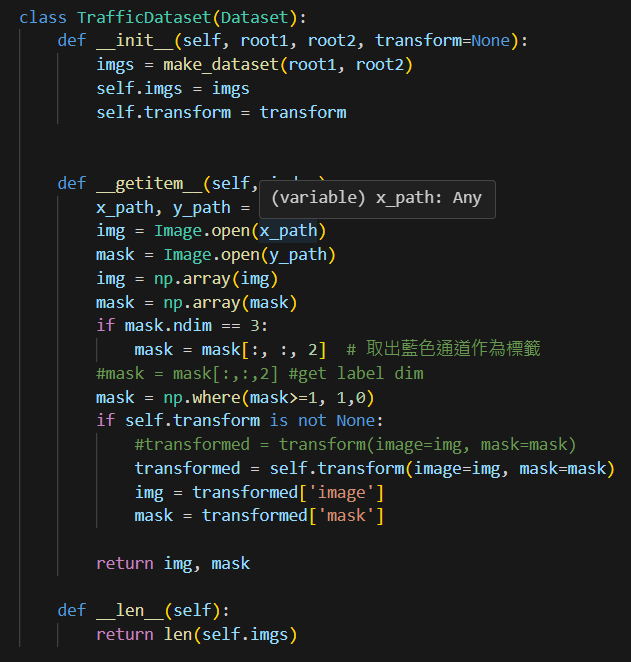 class TrafficDataset(Dataset):
def __init__(self, root1, root2, transform=None):
imgs = make_dataset(root1, root2)
self.imgs = imgs
self.transform = transform
def __getitem__(self,
(variable) x_path: Any
x_path, y_path =
img = Image.open(x_path)
mask = Image.open(y_path)
img = np.array(img)
mask = np.array(mask)
if mask.ndim == 3:
mask = mask[:, :, 2]  # 取出藍色通道作為標籤
#mask = mask[:,:,2] #get label dim
mask = np.where(mask>=1, 1,0)
if self.transform is not None:
#transformed = transform(image=img, mask=mask)
transformed = self.transform(image=img, mask=mask)
img = transformed['image']
mask = transformed['mask']
return img, mask
def __len__(self):
return len(self.imgs)